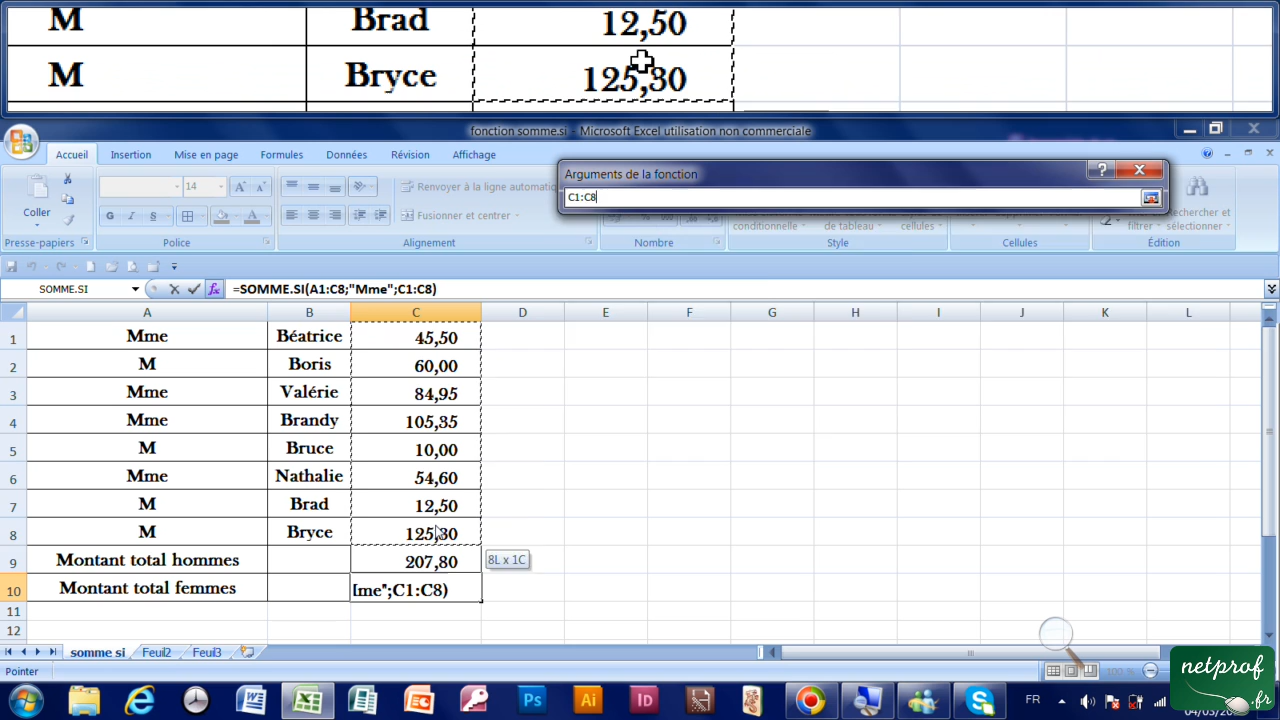 M Brad 12,50
M Bryce 125,30
fonction somme.si - Microsoft Excel utilisation non commerciale
Accueil Insertion Mise en page Formules Données Révision Affichage
Arguments de la fonction
C1:C8
Coller
14
Renvoyer à la ligne
Fusionner et centrer
conditionnelle de tableau cellules filtrer sélectionner
Presse-papiers Police Alignement Nombre Style Cellules Édition
SOMME.SI =SOMME.SI(A1:C8;"Mme";C1:C8)
A B C D E F G H I J K L
1 Mme Béatrice 45,50
2 M Boris 60,00
3 Mme Valérie 84,95
4 Mme Brandy 105,35
5 M Bruce 10,00
6 Mme Nathalie 54,60
7 M Brad 12,50
8 M Bryce 125,30
9 Montant total hommes 207,80 8L x 1C
10 Montant total femmes me";C1:C8)
11
12
somme si Feuil2 Feuil3
Pointer
Ps Ai Id FR
netprof
.fr